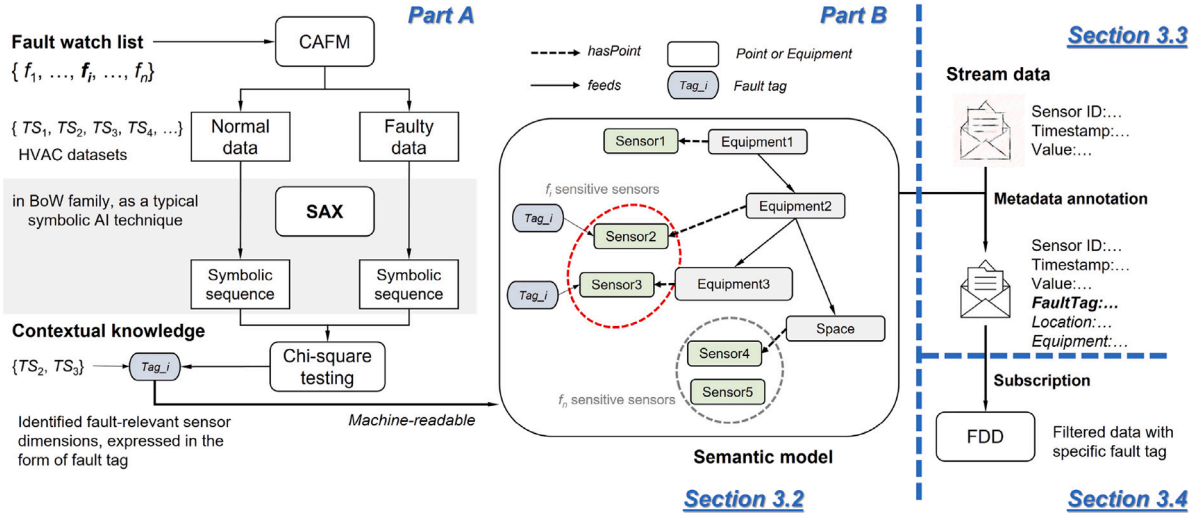 Part A
Fault watch list
{ f1, …, fi, …, fn}
CAFM
{ TS1, TS2, TS3, TS4, …}
HVAC datasets
Normal
data
Faulty
data
in BoW family, as a typical
symbolic AI technique
SAX
Symbolic
sequence
Symbolic
sequence
Contextual knowledge
{TS2, TS3}
Tag_i
Chi-square
testing
Identified fault-relevant sensor
dimensions, expressed in the
form of fault tag
Machine-readable
Part B
hasPoint
Point or Equipment
feeds
Tag_i
Fault tag
Sensor1
Equipment1
fi sensitive sensors
Tag_i
Equipment2
Sensor2
Tag_i
Sensor3
Equipment3
Space
Sensor4
Sensor5
fn sensitive sensors
Semantic model
Section 3.2
Section 3.3
Stream data
Sensor ID:…
Timestamp:…
Value:…
Metadata annotation
Sensor ID:…
Timestamp:…
Value:…
FaultTag:…
Location:…
Equipment:…
Subscription
FDD
Filtered data with
specific fault tag
Section 3.4